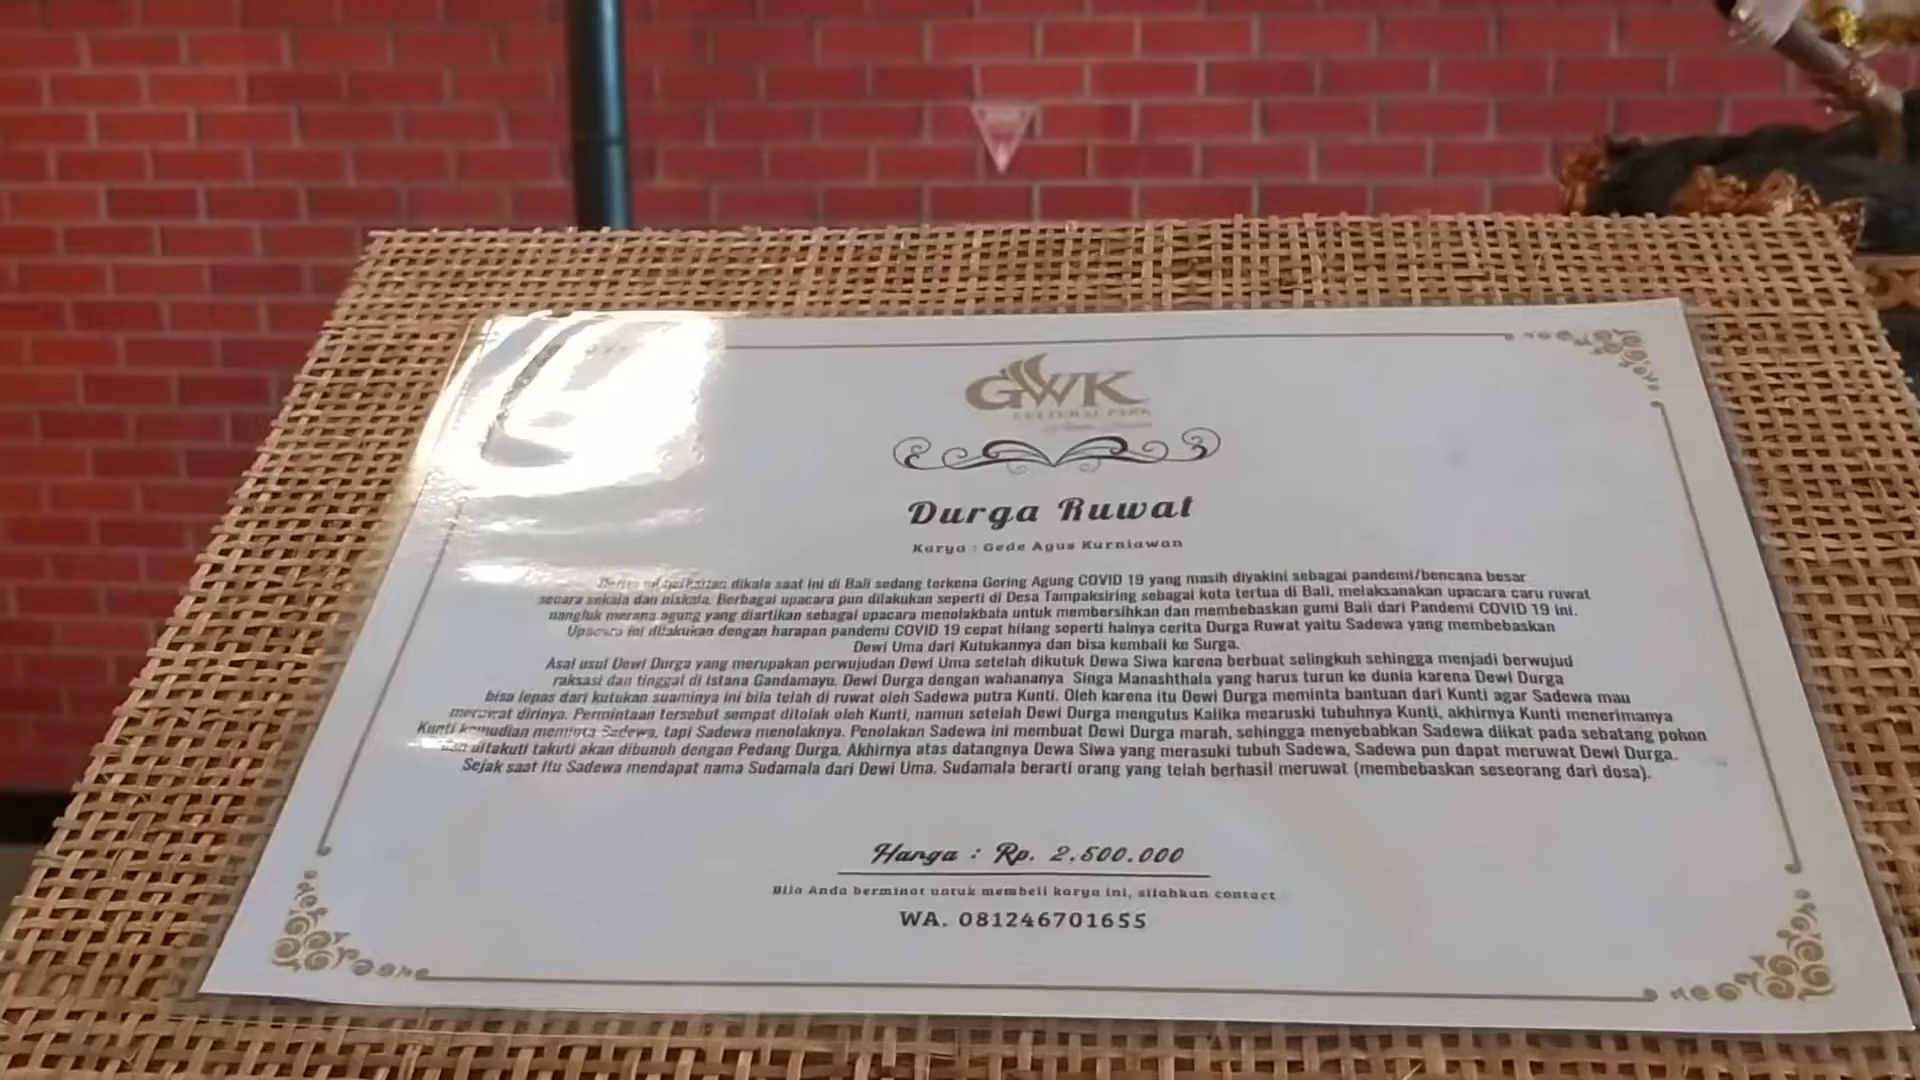 GWK
CULTURAL PARK
Durga Ruwat
Karya : Gede Agus Kurniawan
dikala saat ini di Bali sedang terkena Gering Agung COVID 19 yang masih diyakini sebagai pandemi/bencana besar
secara sekala dan niskala. Berbagai upacara pun dilakukan seperti di Desa Tampaksiring sebagai kota tertua di Bali, melaksanakan upacara caru ruwat
nangluk merana agung yang diartikan sebagai upacara menolakbala untuk membersihkan dan membebaskan gumi Bali dari Pandemi COVID 19 ini.
Upacara ini dilakukan dengan harapan pandemi COVID 19 cepat hilang seperti halnya cerita Durga Ruwat yaitu Sadewa yang membebaskan
Dewi Uma dari Kutukannya dan bisa kembali ke Surga.
Asal usul Dewi Durga yang merupakan perwujudan Dewi Uma setelah dikutuk Dewa Siwa karena berbuat selingkuh sehingga menjadi berwujud
raksasi dan tinggal di istana Gandamayu. Dewi Durga dengan wahananya Singa Manashthala yang harus turun ke dunia karena Dewi Durga
bisa lepas dari kutukan suaminya ini bila telah di ruwat oleh Sadewa putra Kunti. Oleh karena itu Dewi Durga meminta bantuan dari Kunti agar Sadewa mau
meruwat dirinya. Permintaan tersebut sempat ditolak oleh Kunti, namun setelah Dewi Durga mengutus Kalika mearuski tubuhnya Kunti, akhirnya Kunti menerimanya
Kunti kemudian meminta Sadewa, tapi Sadewa menolaknya. Penolakan Sadewa ini membuat Dewi Durga marah, sehingga menyebabkan Sadewa diikat pada sebatang pohon
dan ditakuti takuti akan dibunuh dengan Pedang Durga. Akhirnya atas datangnya Dewa Siwa yang merasuki tubuh Sadewa, Sadewa pun dapat meruwat Dewi Durga.
Sejak saat itu Sadewa mendapat nama Sudamala dari Dewi Uma. Sudamala berarti orang yang telah berhasil meruwat (membebaskan seseorang dari dosa).
Harga : Rp. 2.500.000
Bila Anda berminat untuk membeli karya ini, silahkan contact
WA. 081246701655